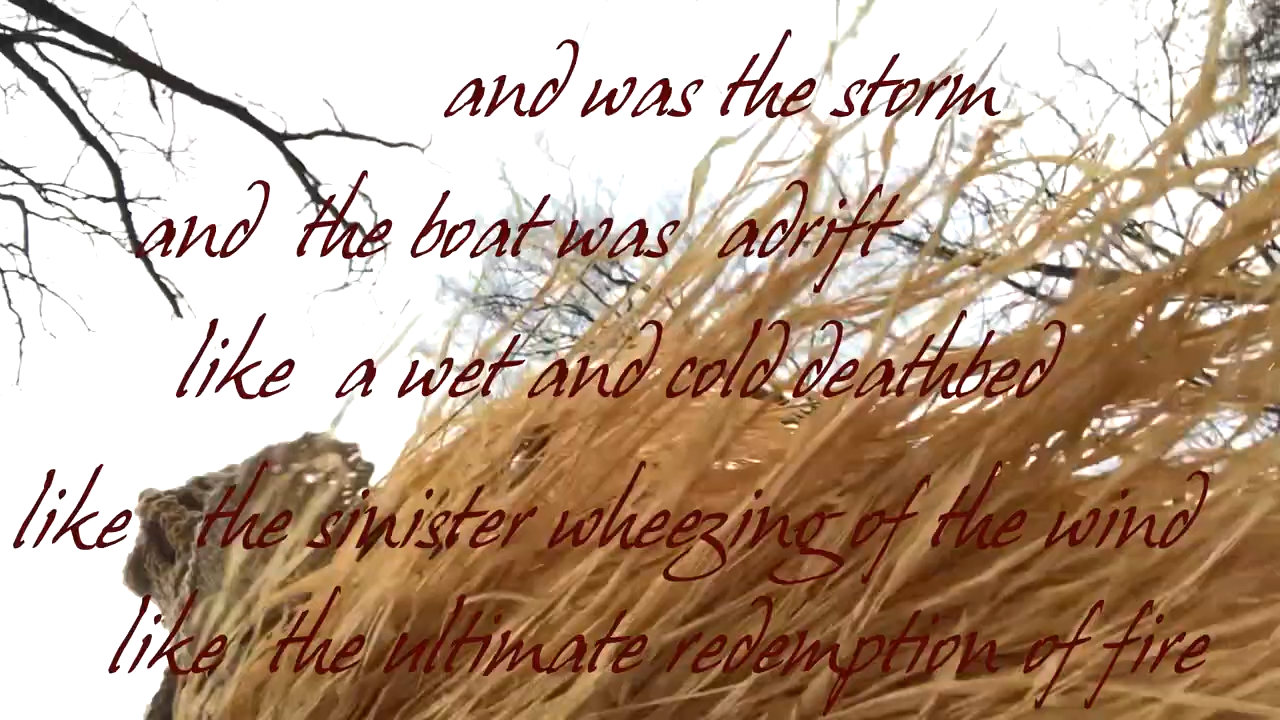 and was the storm
and the boat was adrift
like a wet and cold deathbed
like the sinister wheezing of the wind
like the ultimate redemption of fire